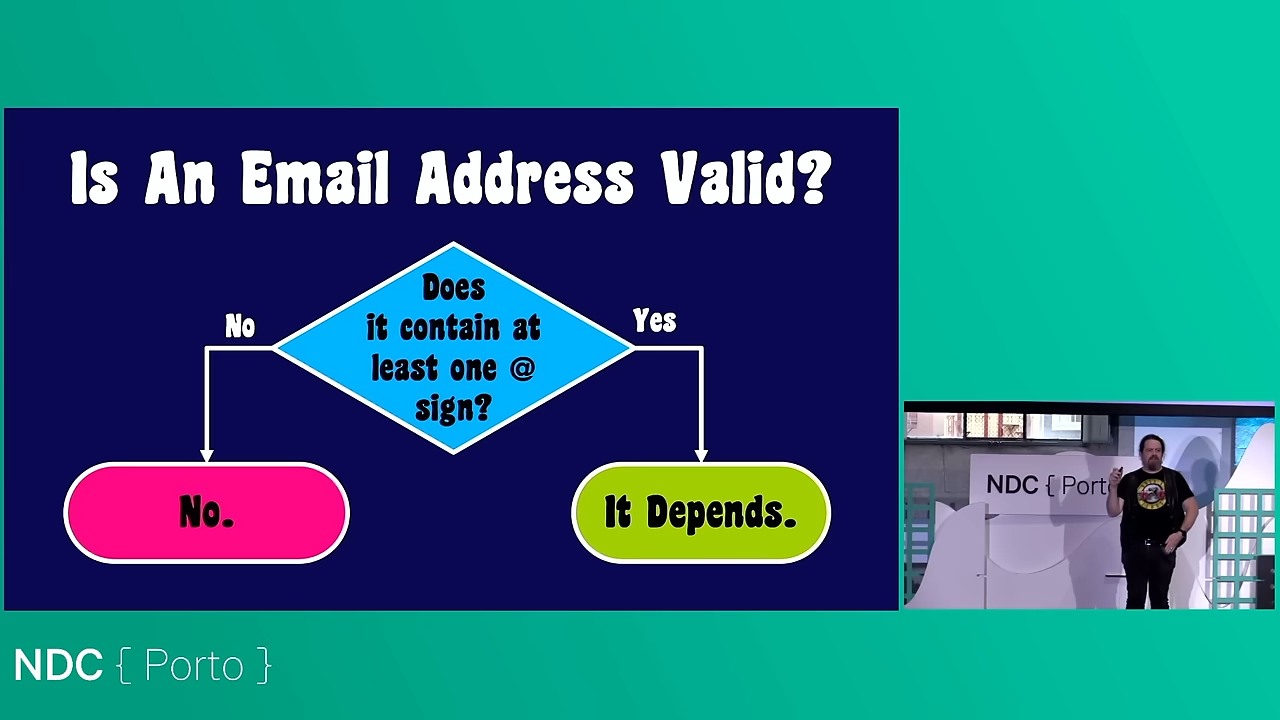 Is An Email Address Valid?
Does
it contain at
least one @
sign?
No
Yes
No.
It Depends.
NDC { Porto
NDC { Porto }